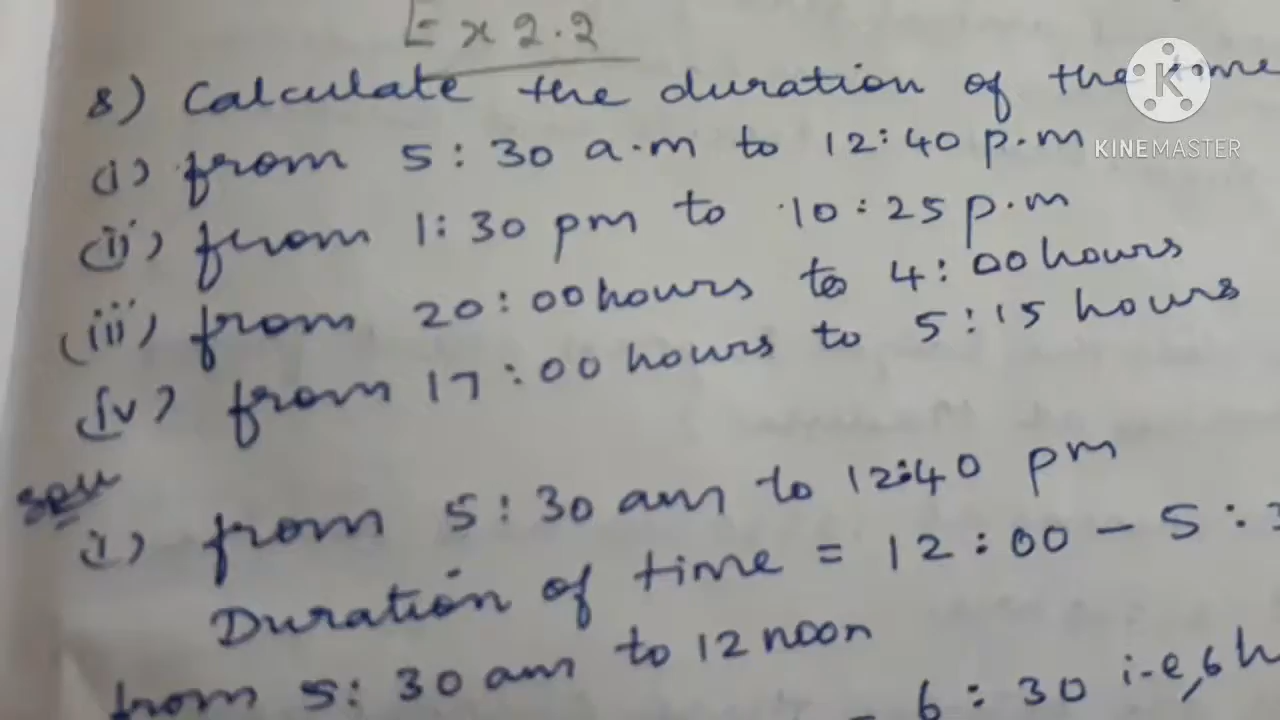 Ex 2.2
8) Calculate the duration of the time
(i) from 5:30 a.m to 12:40 p.m
(ii) from 1:30 pm to 10:25 p.m
(iii) from 20:00 hours to 4:00 hours
(iv) from 17:00 hours to 5:15 hours
(i) from 5:30 am to 12:40 pm
Duration of time = 12:00 - 5:3
from 5:30 am to 12 noon
= 6:30 i-e, 6 h
KINEMASTER